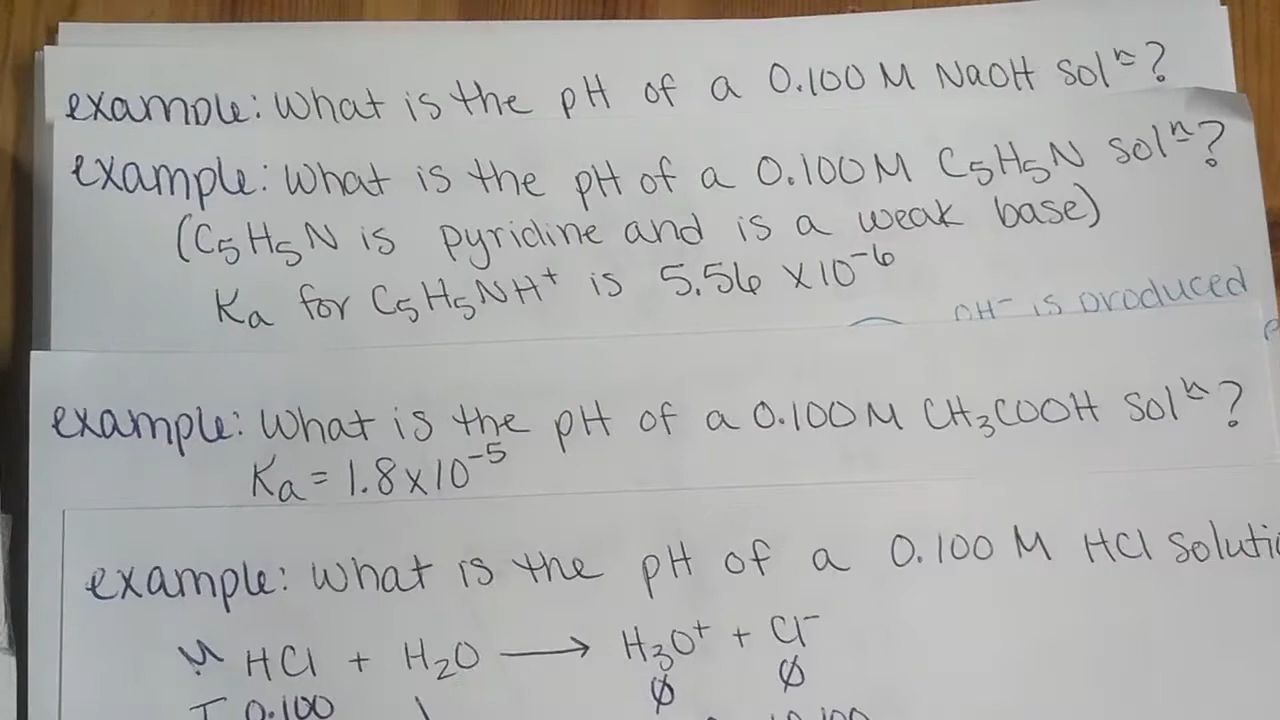 example: What is the pH of a 0.100 M NaOH solⁿ?
example: What is the pH of a 0.100 M C₅H₅N solⁿ?
(C₅H₅N is pyridine and is a weak base)
Ka for C₅H₅NH⁺ is 5.56 x10⁻⁶
OH⁻ is produced
example: What is the pH of a 0.100 M CH₃COOH solⁿ?
Ka = 1.8 x 10⁻⁵
example: What is the pH of a 0.100 M HCl
M HCl + H₂O → H₃O⁺ + Cl⁻
∅ ∅
I 0.100